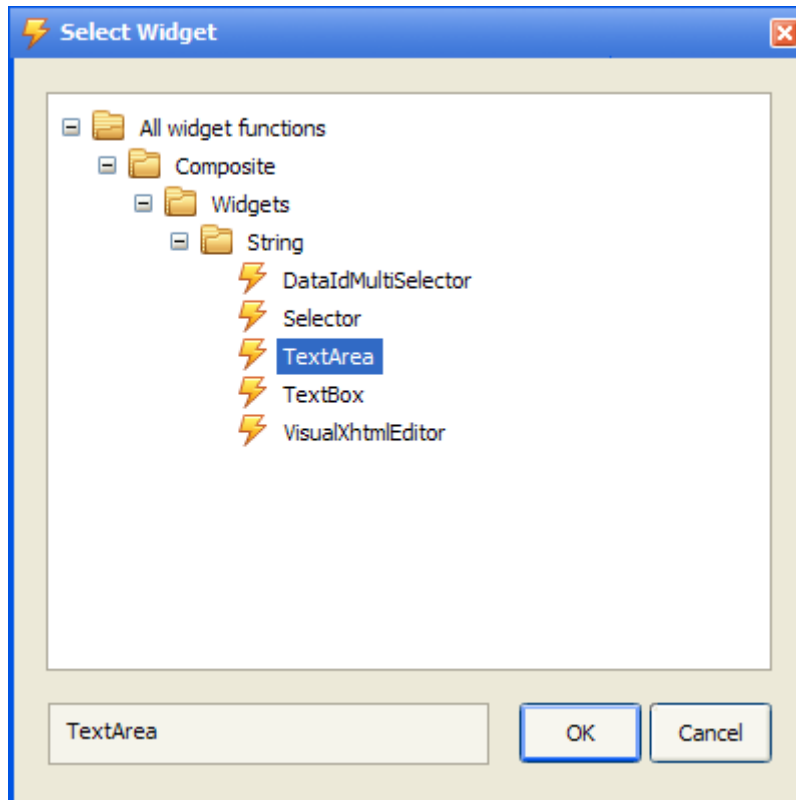 Select Widget
All widget functions
Composite
Widgets
String
DataIdMultiSelector
Selector
TextArea
TextBox
VisualXhtmlEditor
TextArea
OK
Cancel